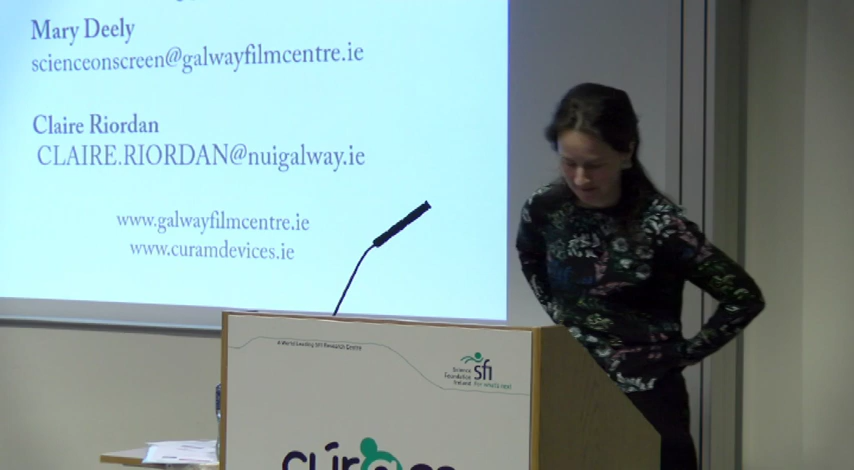 Mary Deely
scienceonscreen@galwayfilmcentre.ie
Claire Riordan
CLAIRE.RIORDAN@nuigalway.ie
www.galwayfilmcentre.ie
www.curamdevices.ie
A World Leading SFI Research Centre
Science
Foundation
Ireland
sfi
For what's next